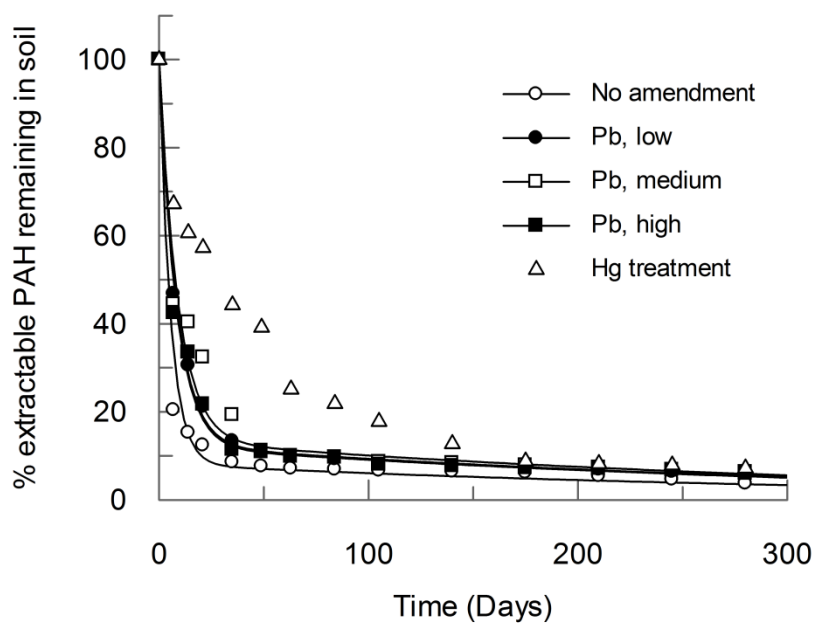 % extractable PAH remaining in soil
100
80
60
40
20
0
0
100
200
300
Time (Days)
No amendment
Pb, low
Pb, medium
Pb, high
Hg treatment